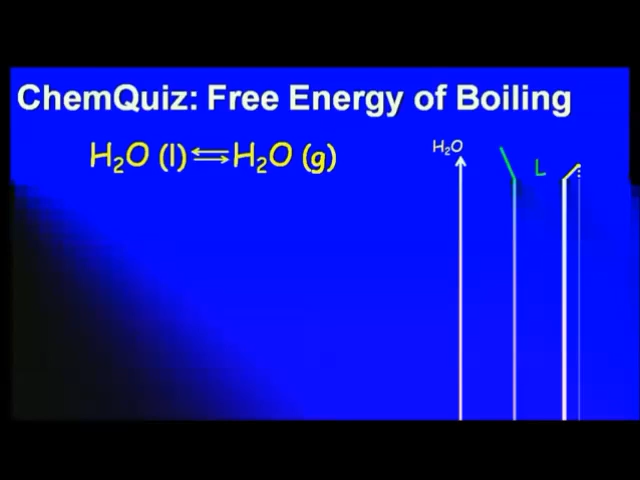 ChemQuiz: Free Energy of Boiling
H₂O (l) ⇌ H₂O (g)
H₂O
L